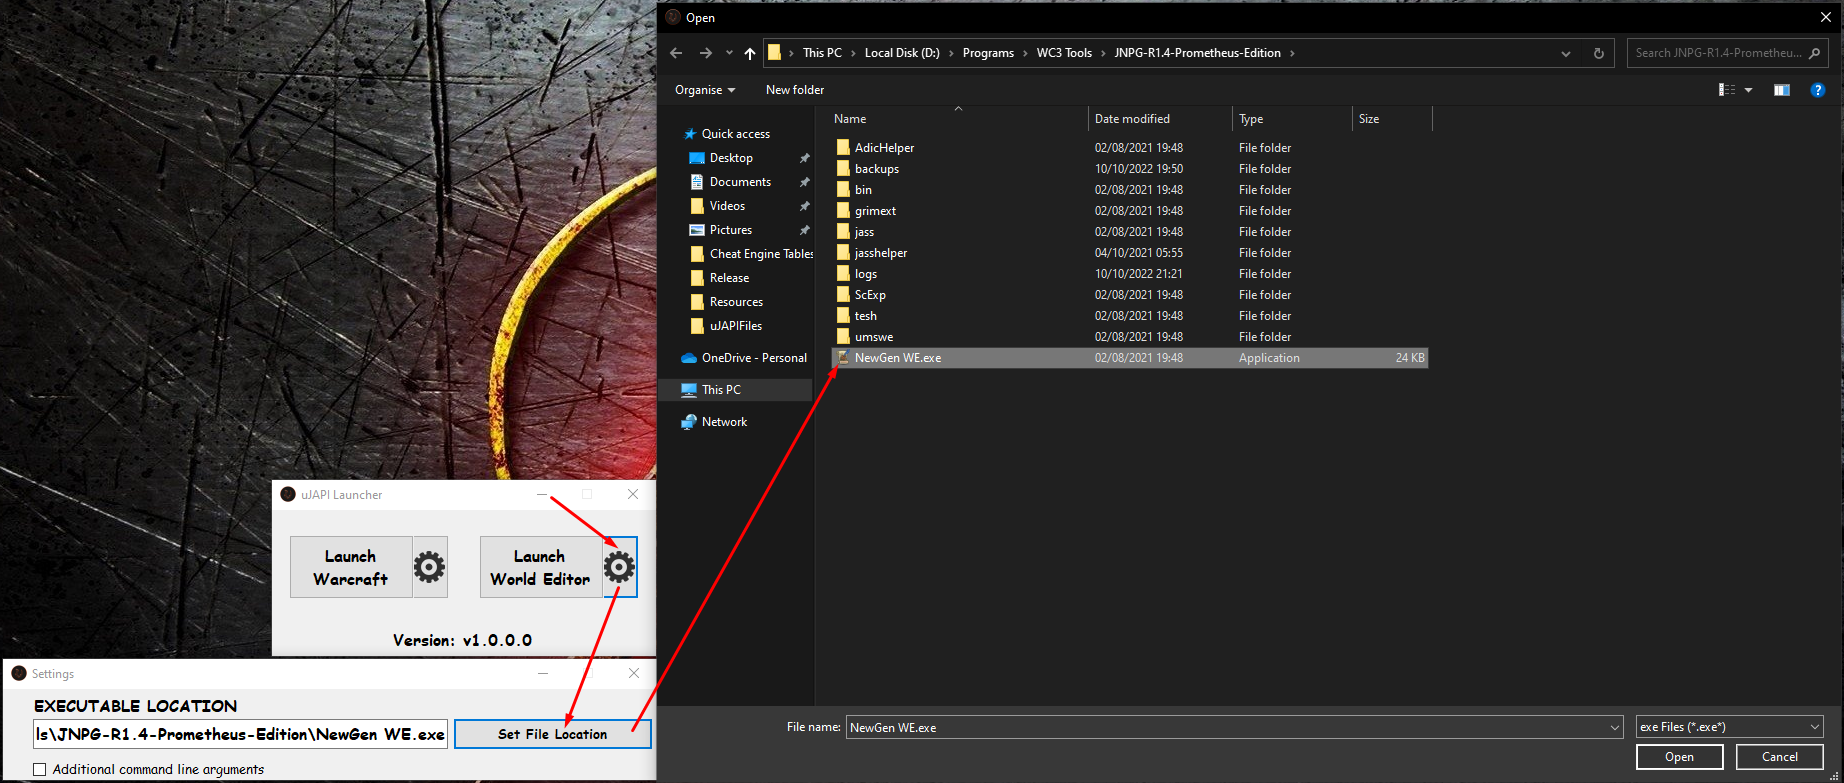 Open
This PC > Local Disk (D:) > Programs > WC3 Tools > JNPG-R1.4-Prometheus-Edition >
Search JNPG-R1.4-Prometheu...
Organise
New folder
Quick access
Desktop
Documents
Videos
Pictures
Cheat Engine Tables
Release
Resources
uJAPIFiles
OneDrive - Personal
This PC
Network
Name Date modified Type Size
AdicHelper 02/08/2021 19:48 File folder
backups 10/10/2022 19:50 File folder
bin 02/08/2021 19:48 File folder
grimext 02/08/2021 19:48 File folder
jass 02/08/2021 19:48 File folder
jasshelper 04/10/2021 05:55 File folder
logs 10/10/2022 21:21 File folder
ScExp 02/08/2021 19:48 File folder
tesh 02/08/2021 19:48 File folder
umswe 02/08/2021 19:48 File folder
NewGen WE.exe 02/08/2021 19:48 Application 24 KB
File name: NewGen WE.exe
exe Files (*.exe*)
Open
Cancel
uJAPI Launcher
Launch
Warcraft
Launch
World Editor
Version: v1.0.0.0
Settings
EXECUTABLE LOCATION
ls\JNPG-R1.4-Prometheus-Edition\NewGen WE.exe
Set File Location
Additional command line arguments